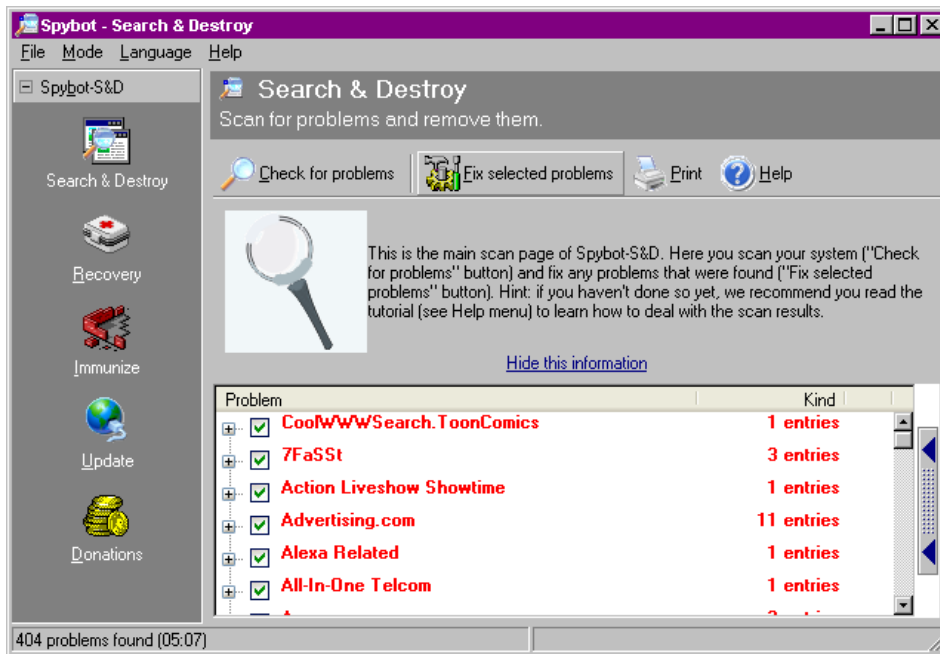 Spybot - Search & Destroy
File Mode Language Help
Spybot-S&D
Search & Destroy
Recovery
Immunize
Update
Donations
Search & Destroy
Scan for problems and remove them.
Check for problems Fix selected problems Print Help
This is the main scan page of Spybot-S&D. Here you scan your system ("Check
for problems" button) and fix any problems that were found ("Fix selected
problems" button). Hint: if you haven't done so yet, we recommend you read the
tutorial (see Help menu) to learn how to deal with the scan results.
Hide this information
Problem Kind
CoolWWWSearch.ToonComics 1 entries
7FaSSt 3 entries
Action Liveshow Showtime 1 entries
Advertising.com 11 entries
Alexa Related 1 entries
All-In-One Telcom 1 entries
404 problems found (05:07)